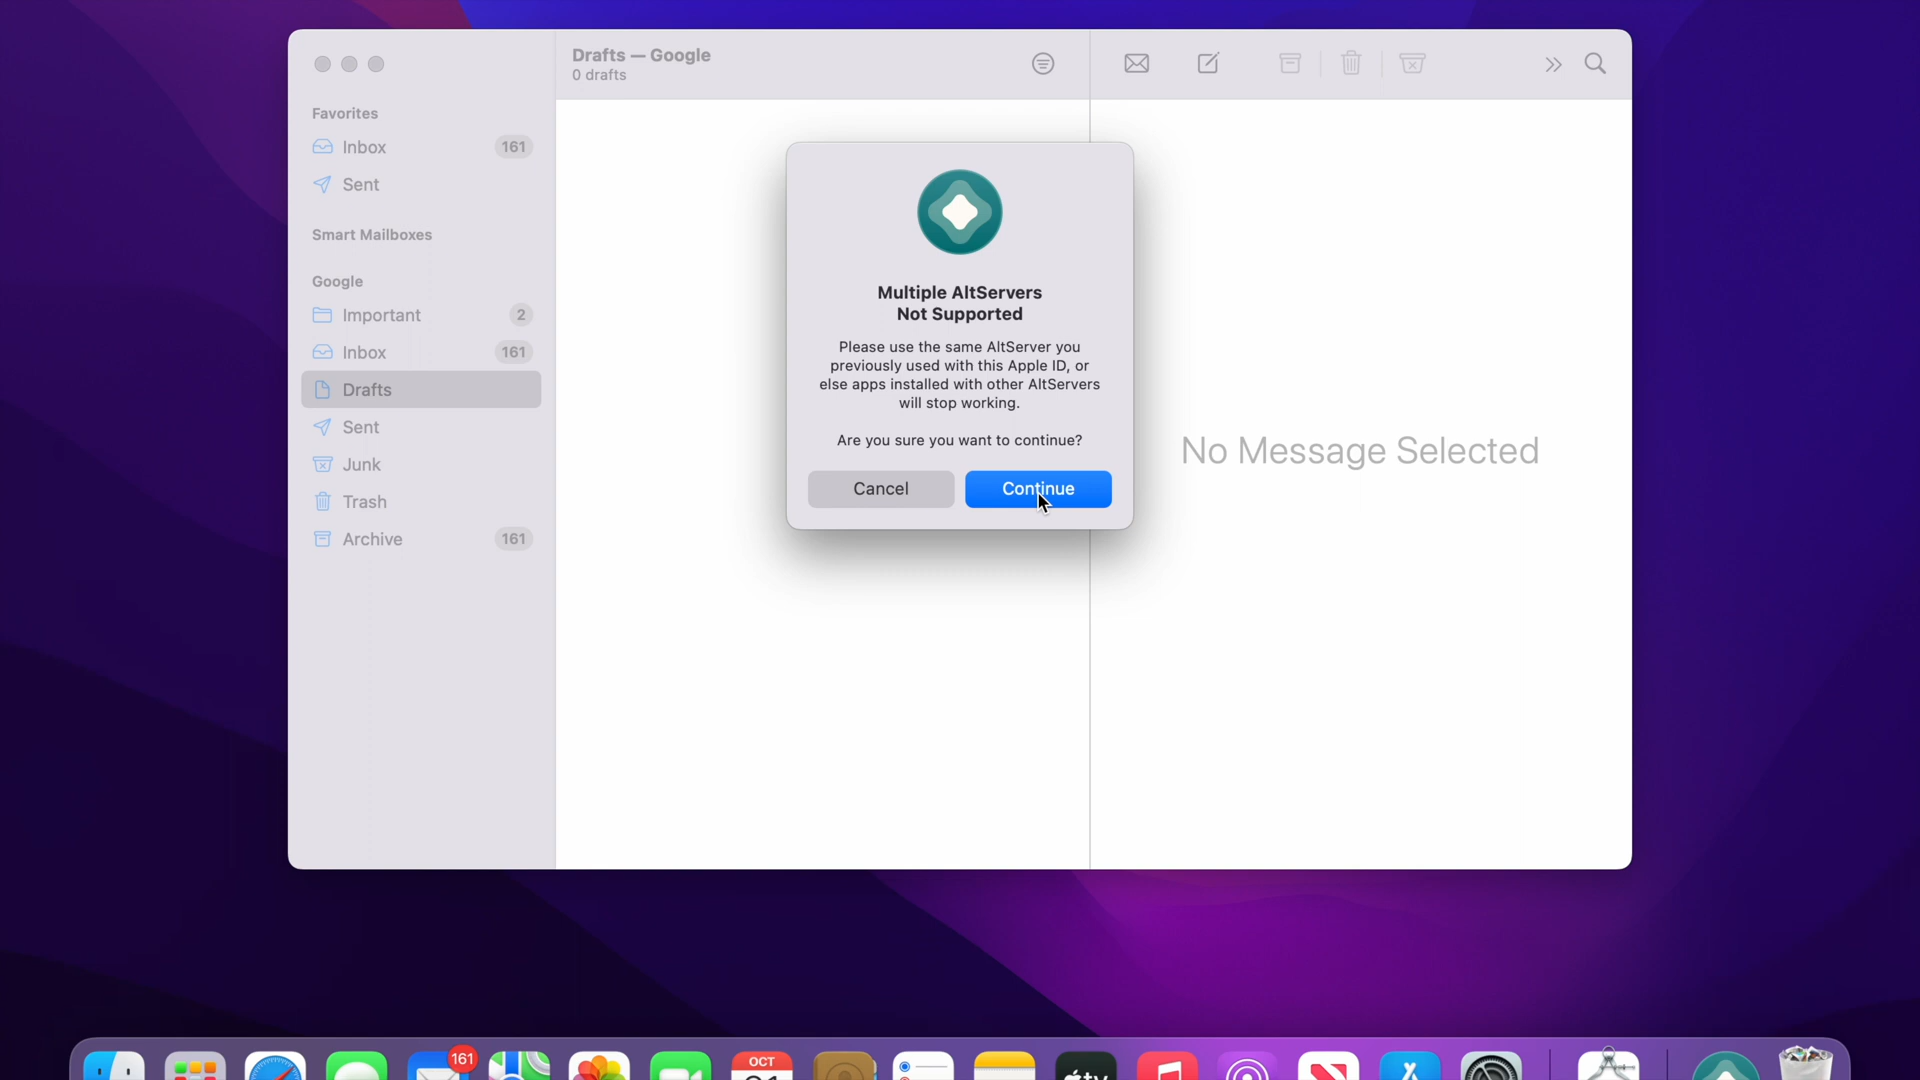 Drafts — Google
0 drafts
Favorites
Inbox 161
Sent
Smart Mailboxes
Google
Important 2
Inbox 161
Drafts
Sent
Junk
Trash
Archive 161
Multiple AltServers
Not Supported
Please use the same AltServer you
previously used with this Apple ID, or
else apps installed with other AltServers
will stop working.
Are you sure you want to continue?
Cancel
Continue
No Message Selected
161
OCT
tv